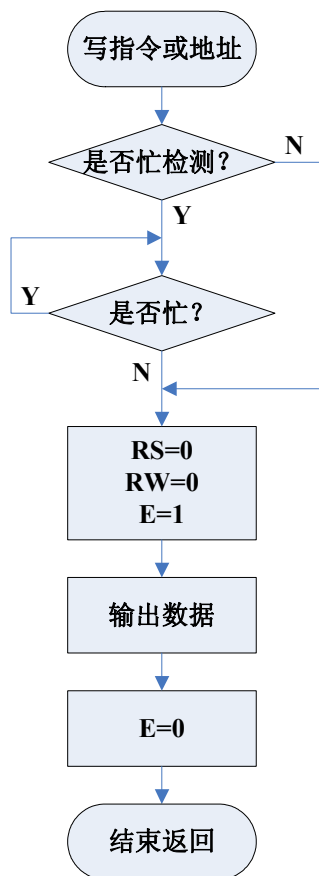 写指令或地址
是否忙检测？
N
Y
Y
是否忙？
N
RS=0
RW=0
E=1
输出数据
E=0
结束返回